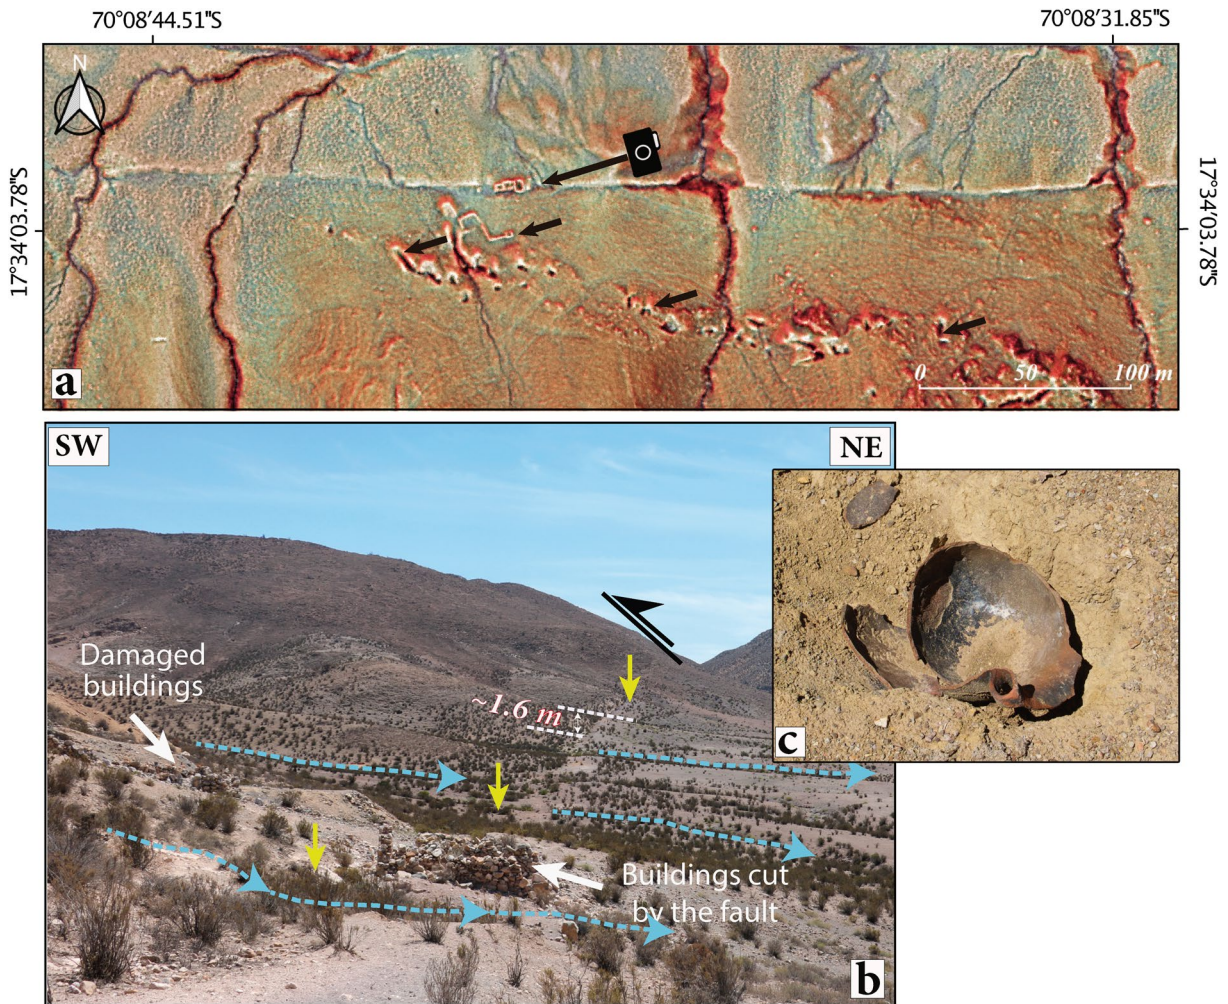 70°08′44.51"S
70°08′31.85"S
N
17°34′03.78"S
17°34′03.78"S
0 50 100 m
a
SW
NE
Damaged
buildings
~1.6 m
Buildings cut
by the fault
b
c